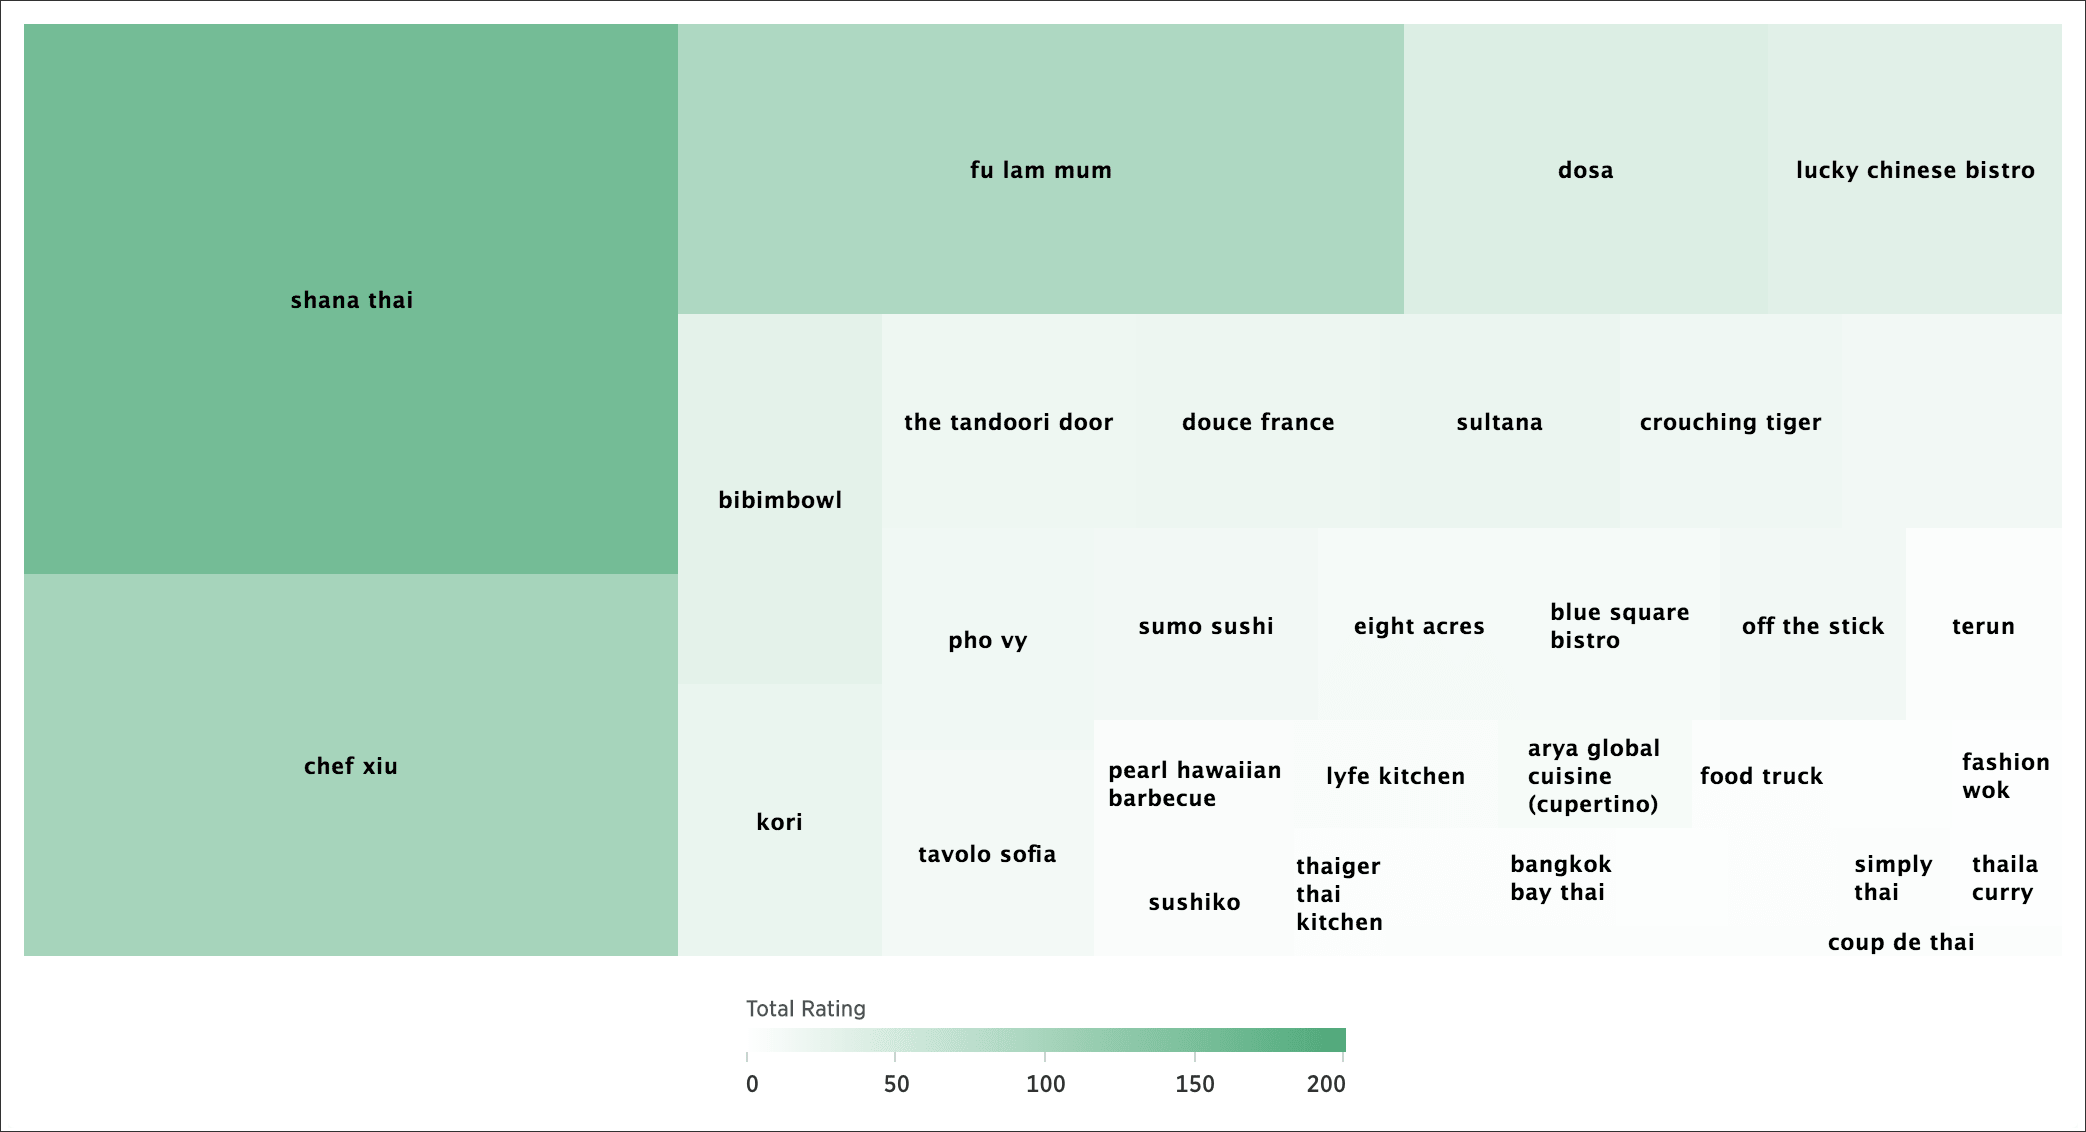 shana thai
chef xiu
fu lam mum
dosa
lucky chinese bistro
bibimbowl
kori
the tandoori door
douce france
sultana
crouching tiger
pho vy
tavolo sofia
sumo sushi
eight acres
blue square
bistro
off the stick
terun
pearl hawaiian
barbecue
lyfe kitchen
arya global
cuisine
(cupertino)
food truck
fashion
wok
sushiko
thaiger
thai
kitchen
bangkok
bay thai
simply
thai
thaila
curry
coup de thai
Total Rating
0 50 100 150 200